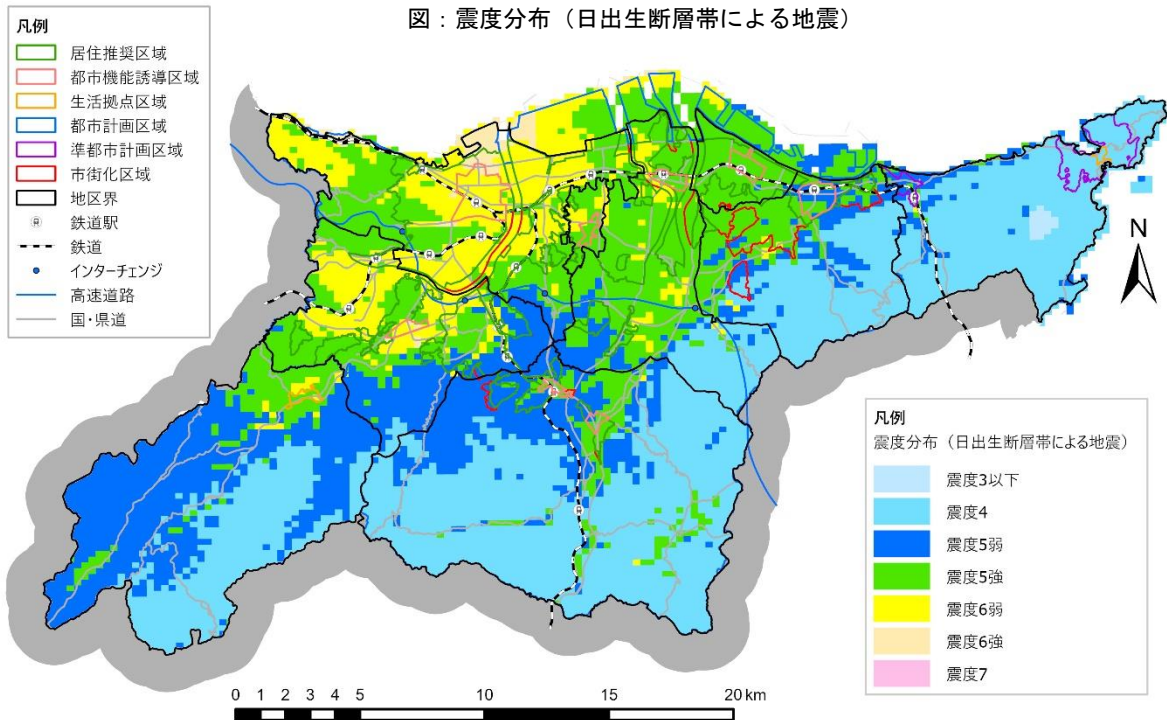 図：震度分布（日出生断層帯による地震）
凡例
居住推奨区域
都市機能誘導区域
生活拠点区域
都市計画区域
準都市計画区域
市街化区域
地区界
鉄道駅
鉄道
インターチェンジ
高速道路
国・県道
N
凡例
震度分布（日出生断層帯による地震）
震度3以下
震度4
震度5弱
震度5強
震度6弱
震度6強
震度7
0 1 2 3 4 5 10 15 20 km